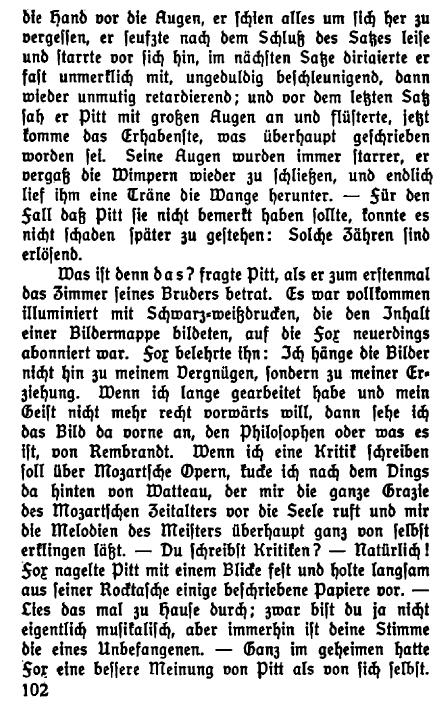 die Hand vor die Augen, er schien alles um sich her zu
vergessen, er seufzte nach dem Schluß des Satzes leise
und starrte vor sich hin, im nächsten Satze dirigierte er
fast unmerklich mit, ungeduldig beschleunigend, dann
wieder unmutig retardierend; und vor dem letzten Satz
sah er Pitt mit großen Augen an und flüsterte, jetzt
komme das Erhabenste, was überhaupt geschrieben
worden sei. Seine Augen wurden immer starrer, er
vergaß die Wimpern wieder zu schließen, und endlich
lief ihm eine Träne die Wange herunter. — Für den
Fall daß Pitt sie nicht bemerkt haben sollte, konnte es
nicht schaden später zu gestehen: Solche Zähren sind
erlösend.
Was ist denn das? fragte Pitt, als er zum erstenmal
das Zimmer seines Bruders betrat. Es war vollkommen
illuminiert mit Schwarz-weißdrucken, die den Inhalt
einer Bildermappe bildeten, auf die Fox neuerdings
abonniert war. Fox belehrte ihn: Ich hänge die Bilder
nicht hin zu meinem Vergnügen, sondern zu meiner Er-
ziehung. Wenn ich lange gearbeitet habe und mein
Geist nicht mehr recht vorwärts will, dann sehe ich
das Bild da vorne an, den Philosophen oder was es
ist, von Rembrandt. Wenn ich eine Kritik schreiben
soll über Mozartsche Opern, kucke ich nach dem Dings
da hinten von Watteau, der mir die ganze Grazie
des Mozartschen Zeitalters vor die Seele ruft und mir
die Melodien des Meisters überhaupt ganz von selbst
erklingen läßt. — Du schreibst Kritiken? — Natürlich!
Fox nagelte Pitt mit einem Blicke fest und holte langsam
aus seiner Rocktasche einige beschriebene Papiere vor. —
Lies das mal zu Hause durch; zwar bist du ja nicht
eigentlich musikalisch, aber immerhin ist deine Stimme
die eines Unbefangenen. — Ganz im geheimen hatte
Fox eine bessere Meinung von Pitt als von sich selbst.
102